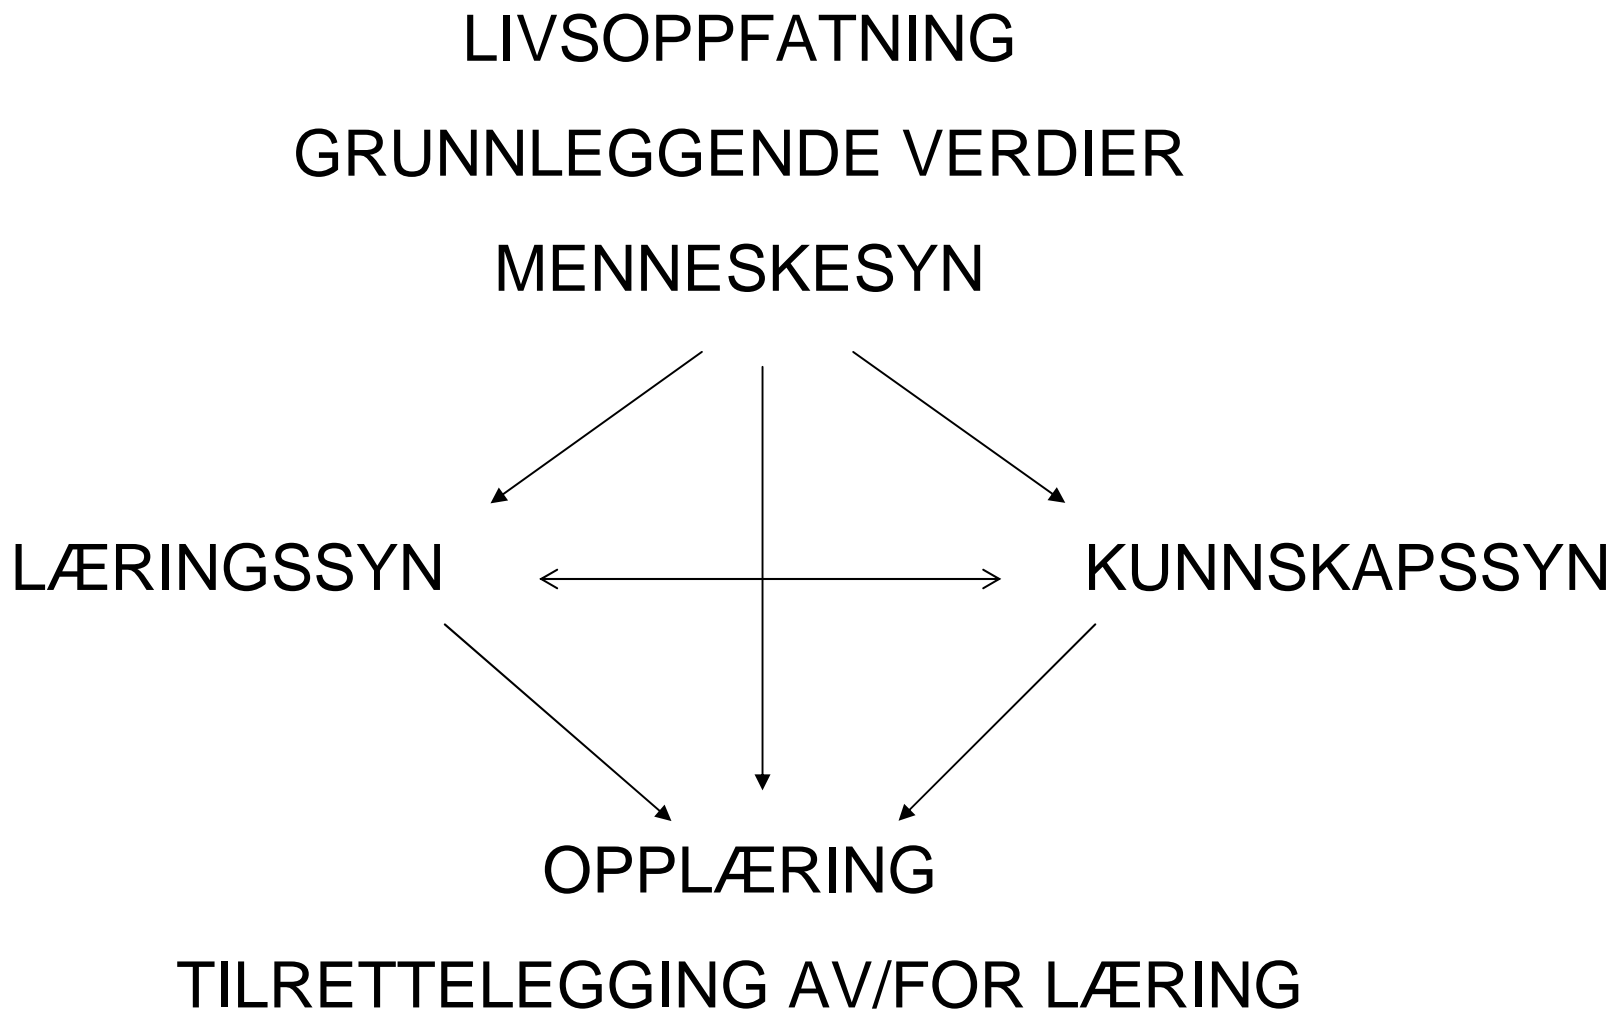 LIVSOPPFATNING
GRUNNLEGGENDE VERDIER
MENNESKESYN
LÆRINGSSYN
KUNNSKAPSSYN
OPPLÆRING
TILRETTELEGGING AV/FOR LÆRING